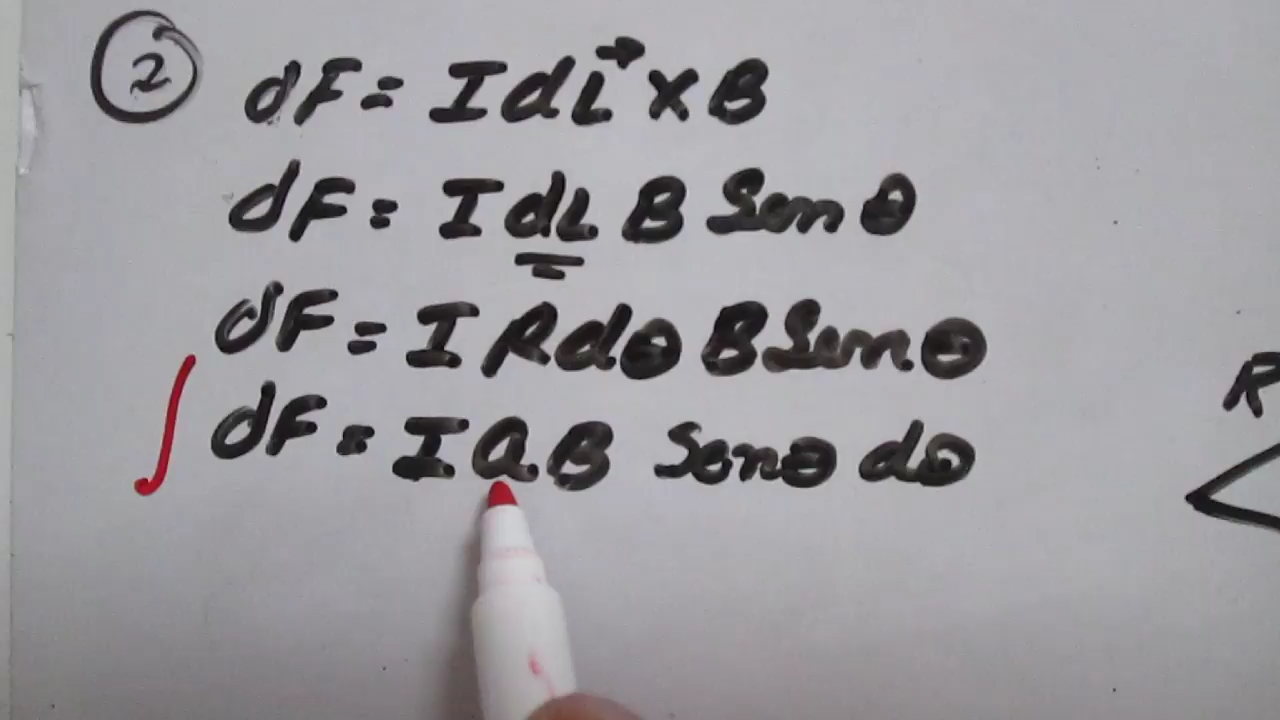 ② dF = I dL⃗ × B
dF = I dL B Sen θ
dF = I R dθ B Sen θ
∫ dF = I a B Sen θ dθ
R